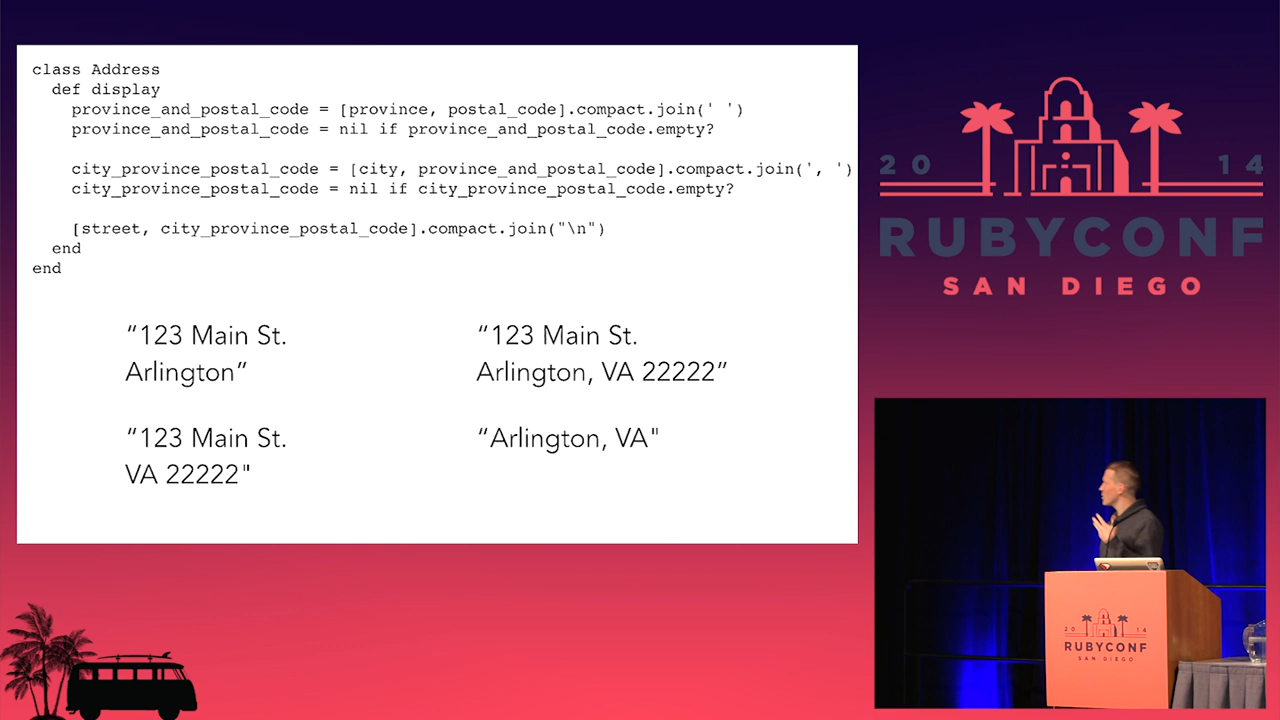 class Address
  def display
    province_and_postal_code = [province, postal_code].compact.join(' ')
    province_and_postal_code = nil if province_and_postal_code.empty?
    city_province_postal_code = [city, province_and_postal_code].compact.join(', ')
    city_province_postal_code = nil if city_province_postal_code.empty?
    [street, city_province_postal_code].compact.join("\n")
  end
end
“123 Main St.
Arlington”
“123 Main St.
Arlington, VA 22222”
“123 Main St.
VA 22222"
“Arlington, VA"
20 14
RUBYCONF
SAN DIEGO
20 14
RUBYCONF
SAN DIEGO